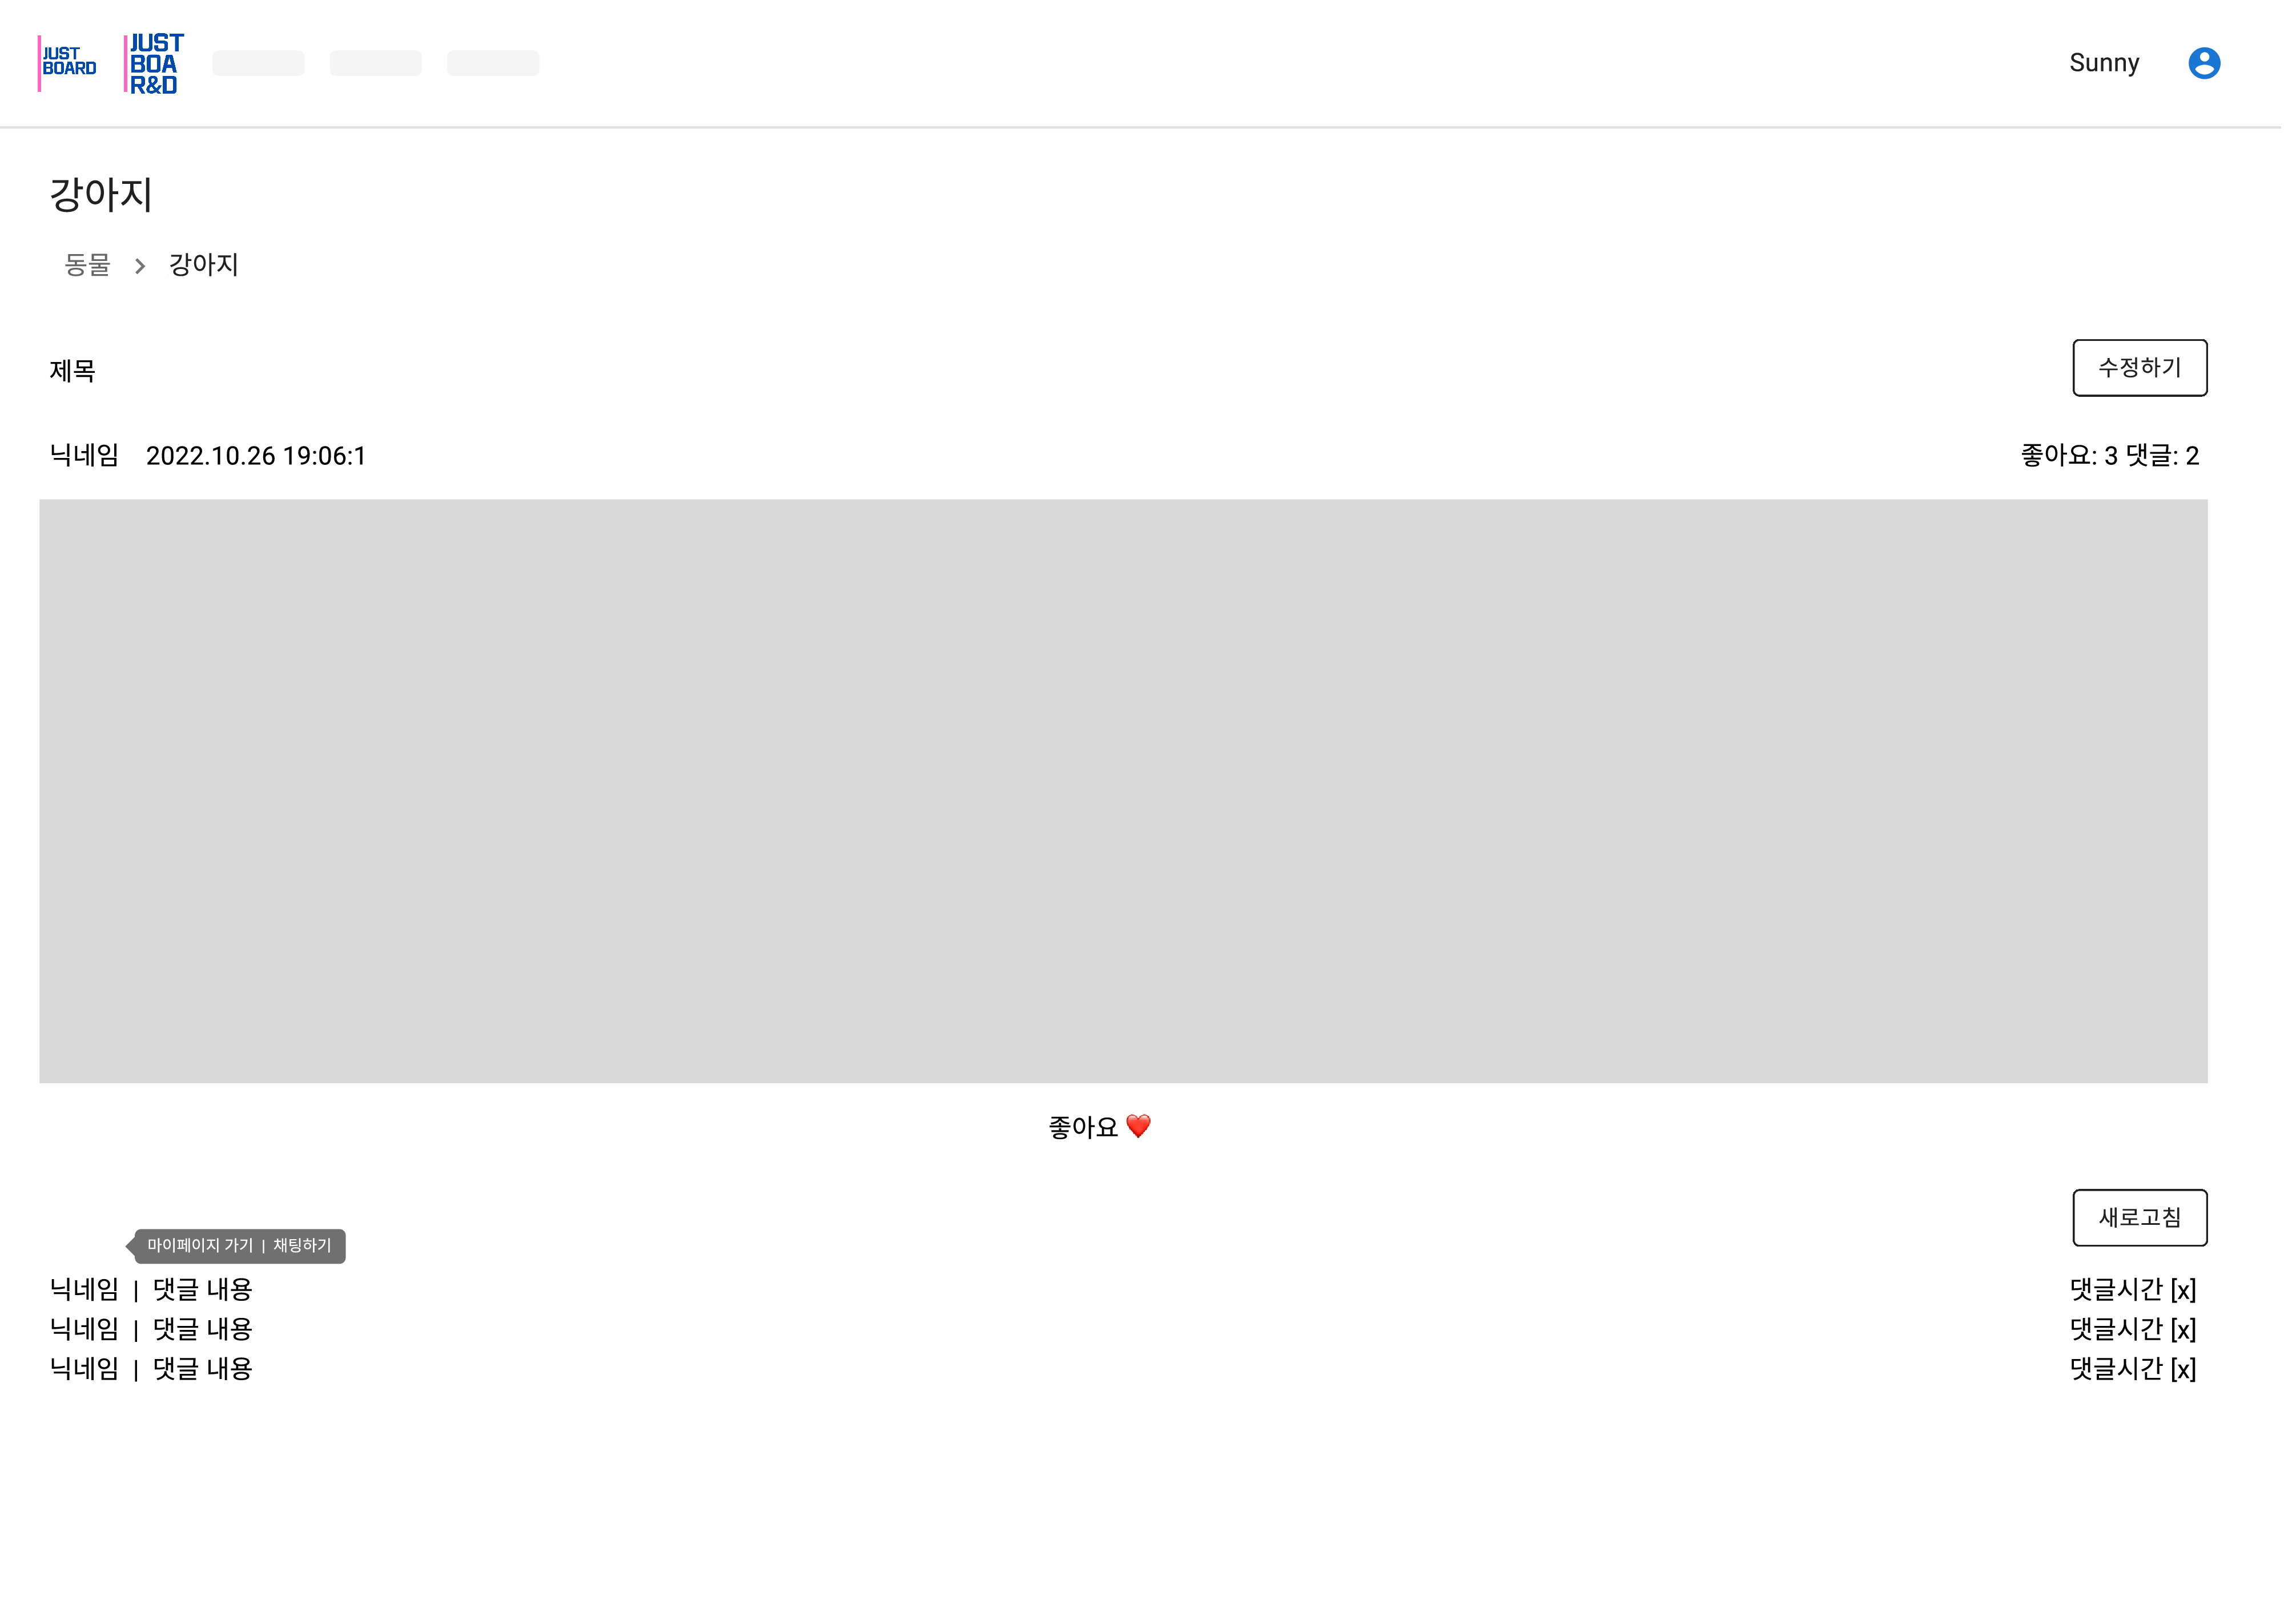 JUST
BOARD
JUST
BOA
R&D
Sunny
강아지
동물 > 강아지
제목
수정하기
닉네임 2022.10.26 19:06:1
좋아요: 3 댓글: 2
좋아요 ❤️
새로고침
마이페이지 가기 | 채팅하기
닉네임 | 댓글 내용 댓글시간 [x]
닉네임 | 댓글 내용 댓글시간 [x]
닉네임 | 댓글 내용 댓글시간 [x]